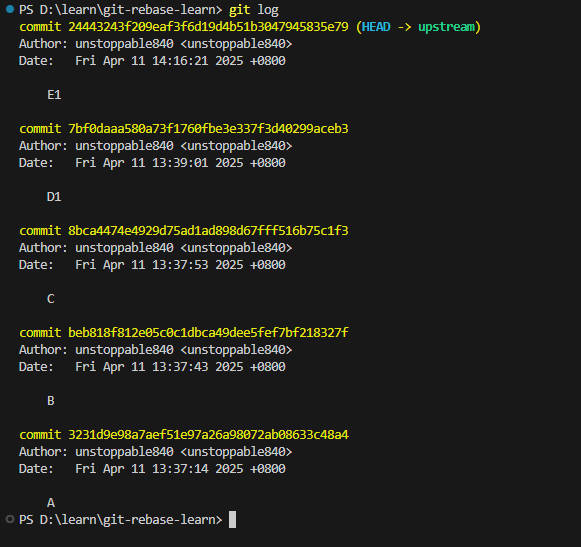 PS D:\learn\git-rebase-learn> git log
commit 24443243f209eaf3f6d19d4b51b3047945835e79 (HEAD -> upstream)
Author: unstoppable840 <unstoppable840>
Date:   Fri Apr 11 14:16:21 2025 +0800
E1
commit 7bf0daaa580a73f1760fbe3e337f3d40299aceb3
Author: unstoppable840 <unstoppable840>
Date:   Fri Apr 11 13:39:01 2025 +0800
D1
commit 8bca4474e4929d75ad1ad898d67fff516b75c1f3
Author: unstoppable840 <unstoppable840>
Date:   Fri Apr 11 13:37:53 2025 +0800
C
commit beb818f812e05c0c1dbca49dee5fef7bf218327f
Author: unstoppable840 <unstoppable840>
Date:   Fri Apr 11 13:37:43 2025 +0800
B
commit 3231d9e98a7aef51e97a26a98072ab08633c48a4
Author: unstoppable840 <unstoppable840>
Date:   Fri Apr 11 13:37:14 2025 +0800
A
PS D:\learn\git-rebase-learn>